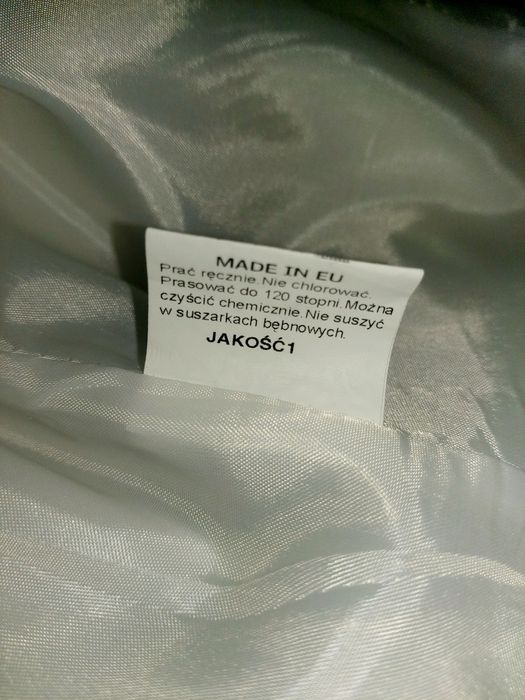 MADE IN EU
Prać ręcznie.Nie chlorować.
Prasować do 120 stopni.Można
czyścić chemicznie.Nie suszyć
w suszarkach bębnowych.
JAKOŚĆ1